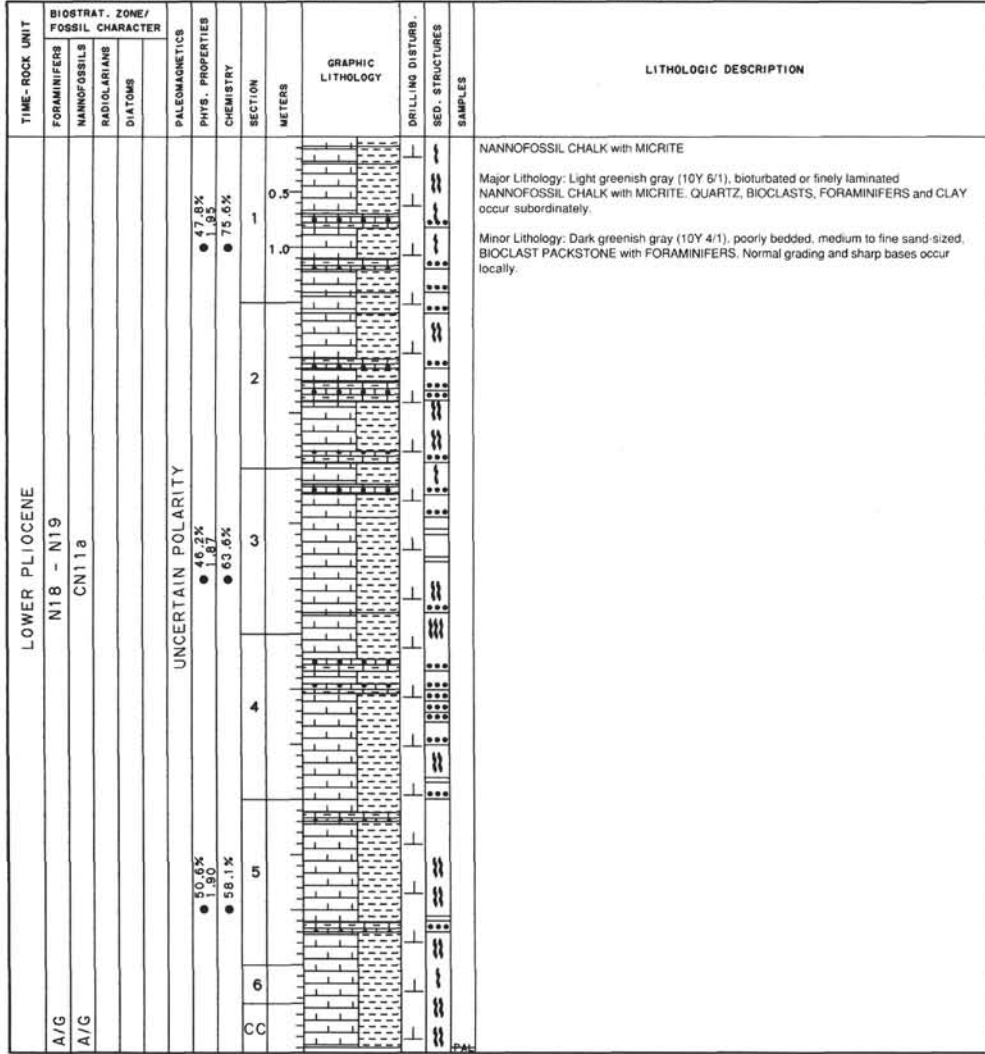 TIME-ROCK UNIT
BIOSTRAT. ZONE/
FOSSIL CHARACTER
FORAMINIFERS
NANNOFOSSILS
RADIOLARIANS
DIATOMS
PALEOMAGNETICS
PHYS. PROPERTIES
CHEMISTRY
SECTION
METERS
GRAPHIC
LITHOLOGY
DRILLING DISTURB.
SED. STRUCTURES
SAMPLES
LITHOLOGIC DESCRIPTION
LOWER PLIOCENE
N18 - N19
A/G
CN11a
A/G
UNCERTAIN POLARITY
47.8%
1.95
75.6%
46.2%
1.87
63.6%
50.6%
1.90
58.1%
1
2
3
4
5
6
CC
0.5
1.0
PAL
NANNOFOSSIL CHALK with MICRITE
Major Lithology: Light greenish gray (10Y 6/1), bioturbated or finely laminated
NANNOFOSSIL CHALK with MICRITE. QUARTZ, BIOCLASTS, FORAMINIFERS and CLAY
occur subordinately.
Minor Lithology: Dark greenish gray (10Y 4/1), poorly bedded, medium to fine sand-sized,
BIOCLAST PACKSTONE with FORAMINIFERS. Normal grading and sharp bases occur
locally.